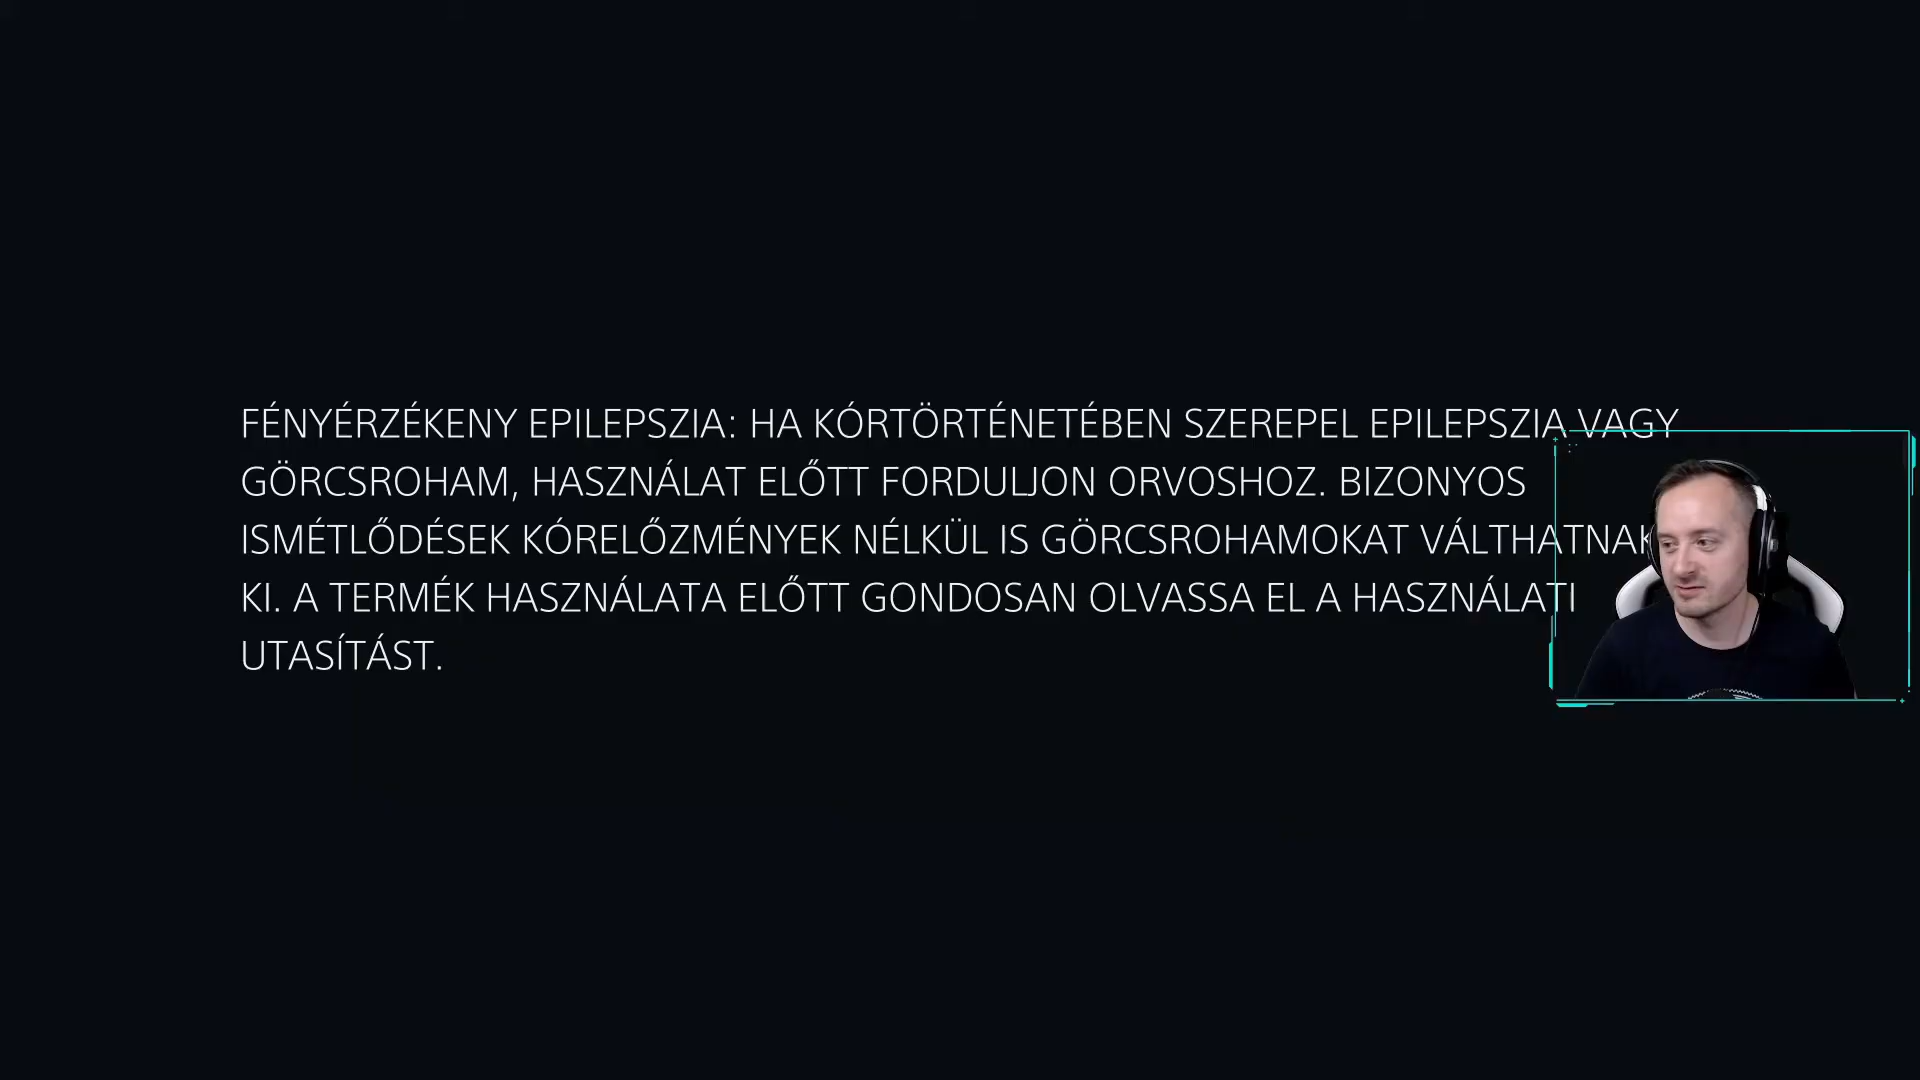 FÉNYÉRZÉKENY EPILEPSZIA: HA KÓRTÖRTÉNETÉBEN SZEREPEL EPILEPSZIA VAGY
GÖRCSROHAM, HASZNÁLAT ELŐTT FORDULJON ORVOSHOZ. BIZONYOS
ISMÉTLŐDÉSEK KÓRELŐZMÉNYEK NÉLKÜL IS GÖRCSROHAMOKAT VÁLTHATNAK
KI. A TERMÉK HASZNÁLATA ELŐTT GONDOSAN OLVASSA EL A HASZNÁLATI
UTASÍTÁST.